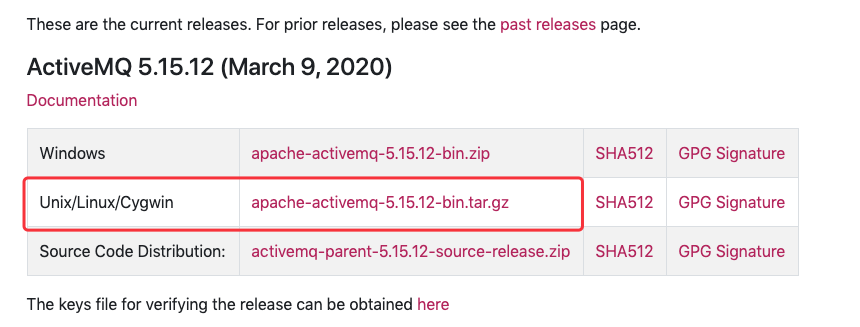 These are the current releases. For prior releases, please see the past releases page.
ActiveMQ 5.15.12 (March 9, 2020)
Documentation
Windows apache-activemq-5.15.12-bin.zip SHA512 GPG Signature
Unix/Linux/Cygwin apache-activemq-5.15.12-bin.tar.gz SHA512 GPG Signature
Source Code Distribution: activemq-parent-5.15.12-source-release.zip SHA512 GPG Signature
The keys file for verifying the release can be obtained here